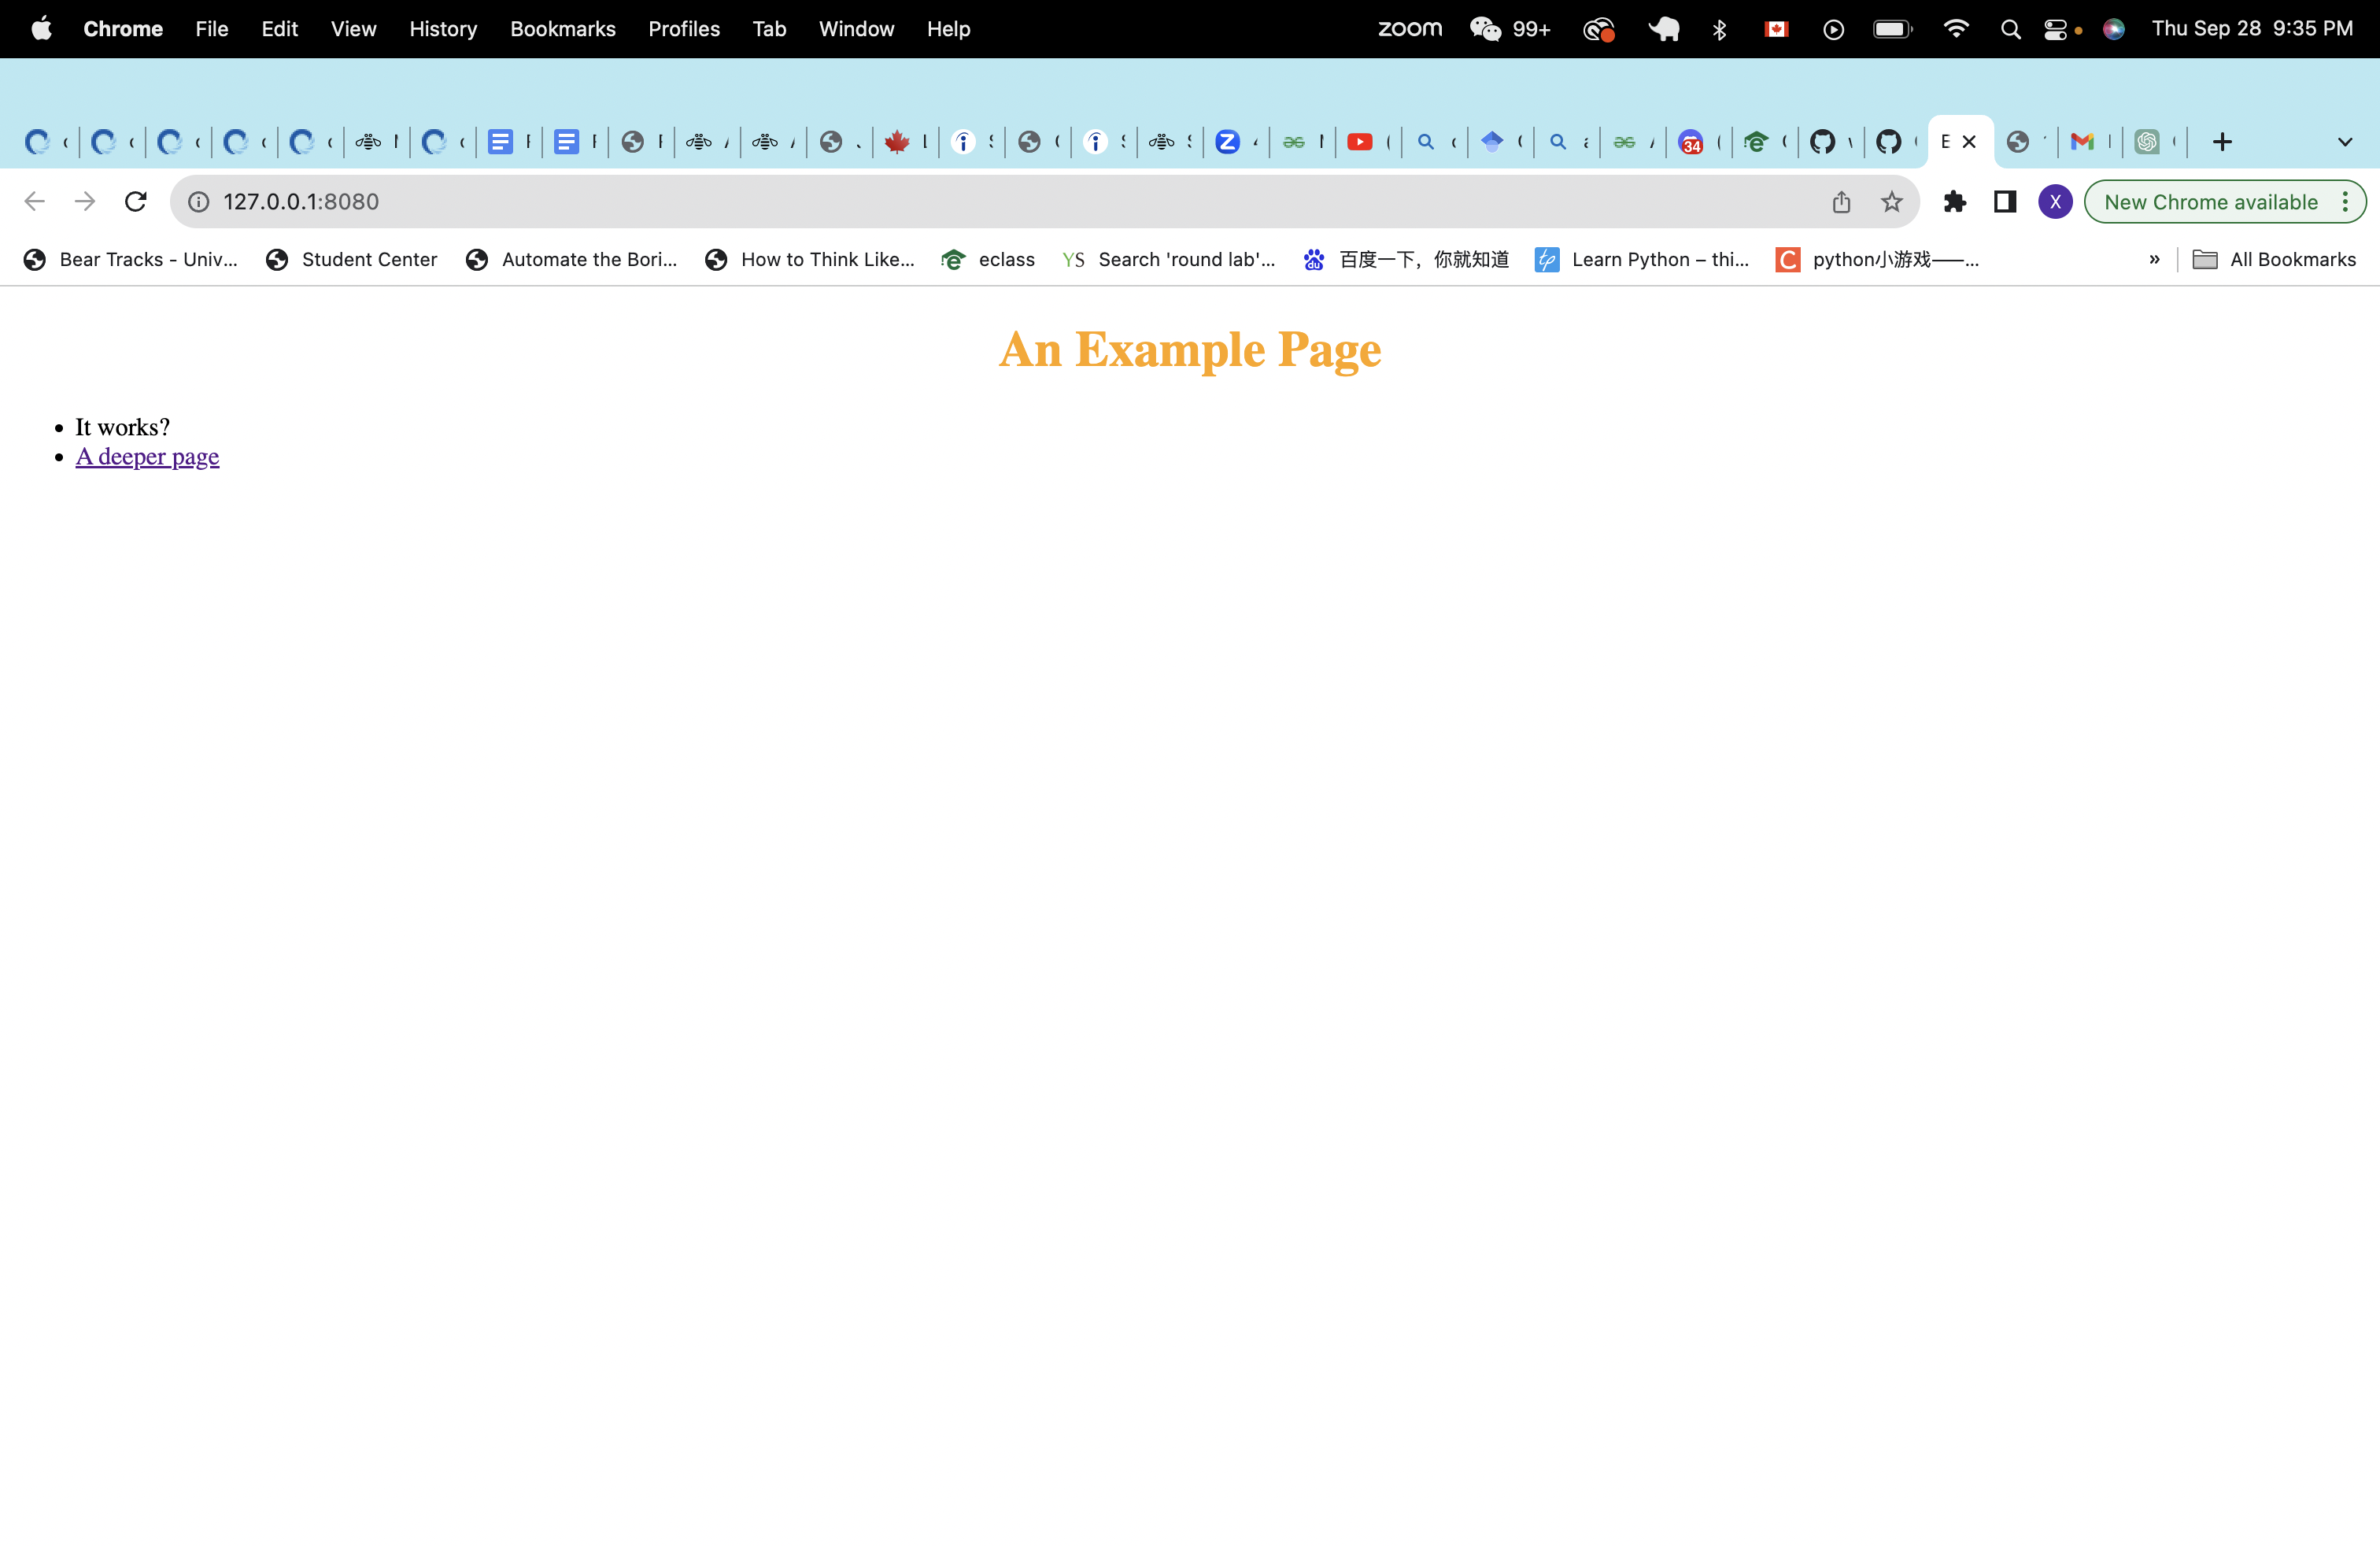 Chrome File Edit View History Bookmarks Profiles Tab Window Help zoom 99+ Thu Sep 28 9:35 PM
34 E
127.0.0.1:8080 X New Chrome available
Bear Tracks - Univ... Student Center Automate the Bori... How to Think Like... eclass YS Search 'round lab'... du 百度一下，你就知道 tp Learn Python – thi... C python小游戏——... » All Bookmarks
An Example Page
• It works?
• A deeper page